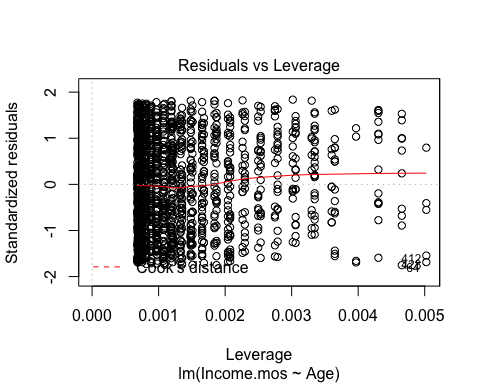 Residuals vs Leverage
Standardized residuals
2
1
0
-1
-2
412
64
Cook's distance
0.000 0.001 0.002 0.003 0.004 0.005
Leverage
lm(Income.mos ~ Age)